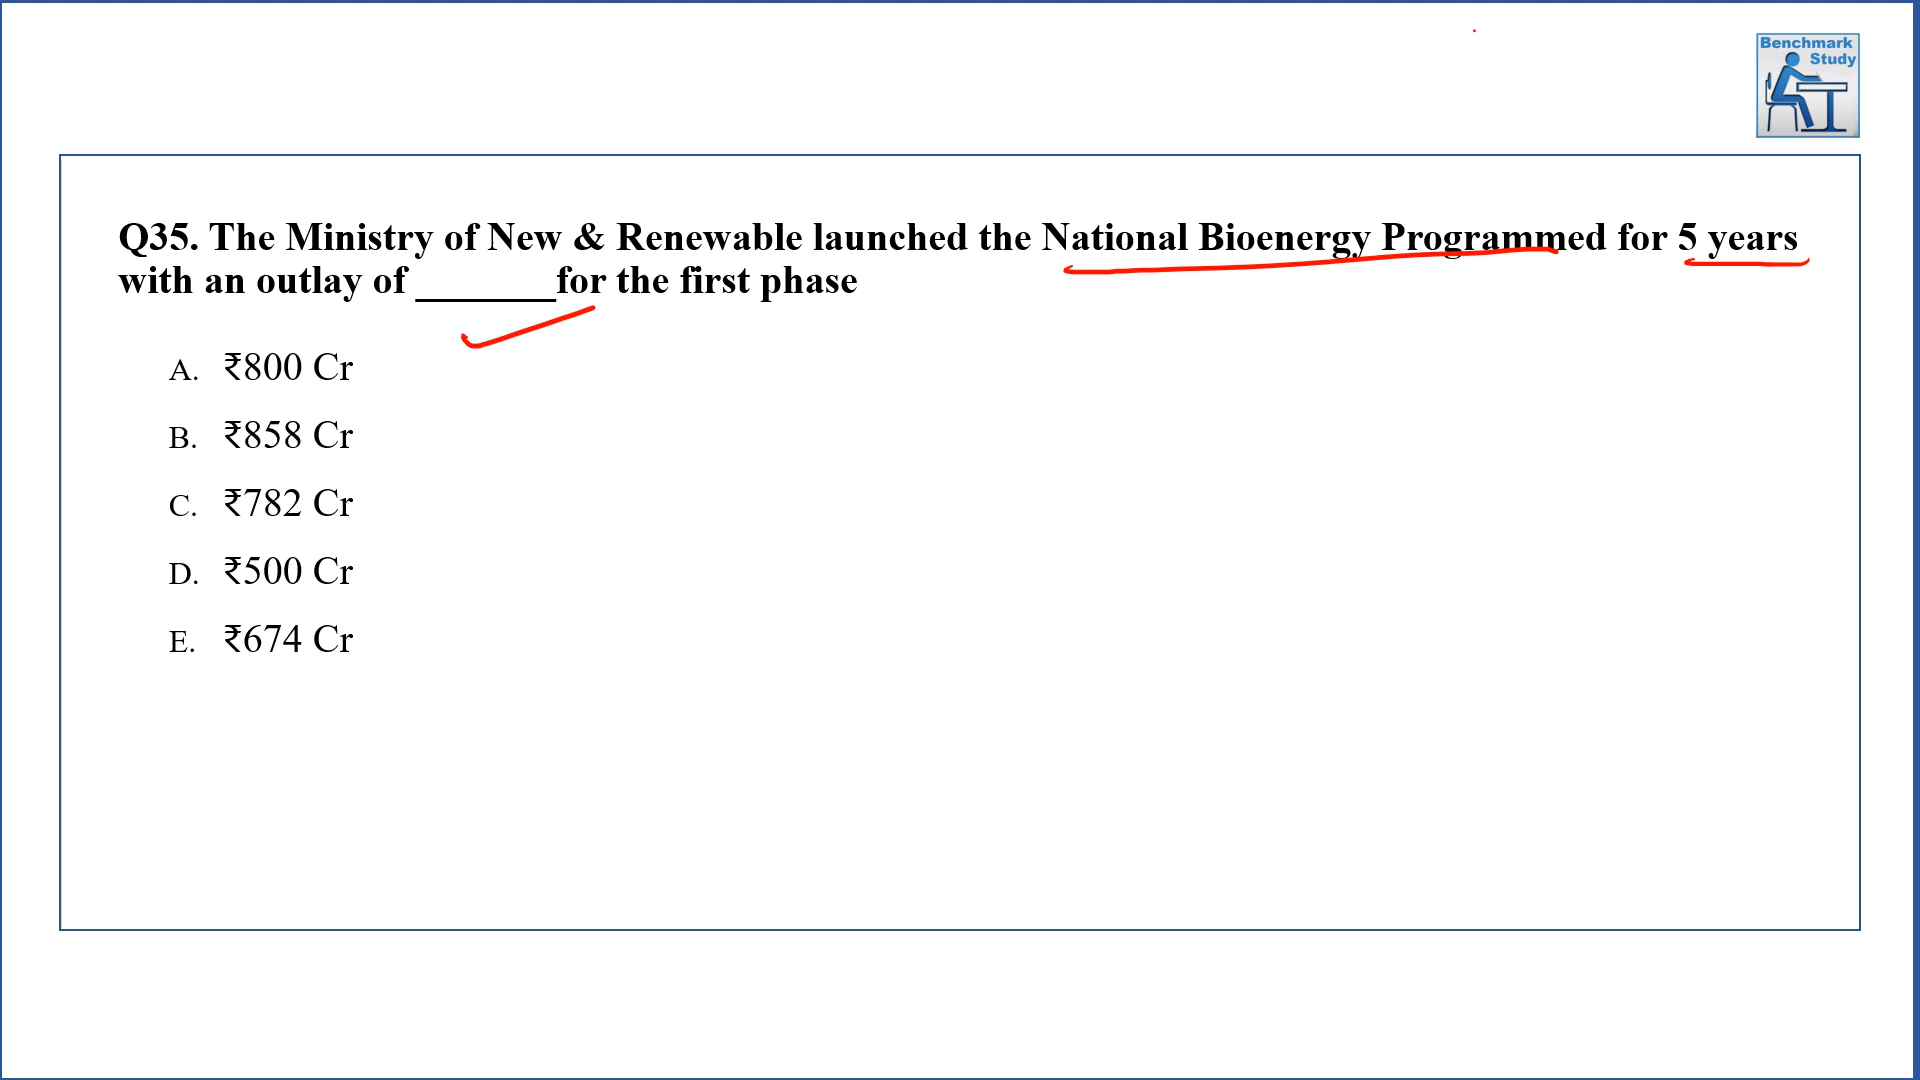 Benchmark
Study
Q35. The Ministry of New & Renewable launched the National Bioenergy Programmed for 5 years
with an outlay of _______for the first phase
A. ₹800 Cr
B. ₹858 Cr
C. ₹782 Cr
D. ₹500 Cr
E. ₹674 Cr